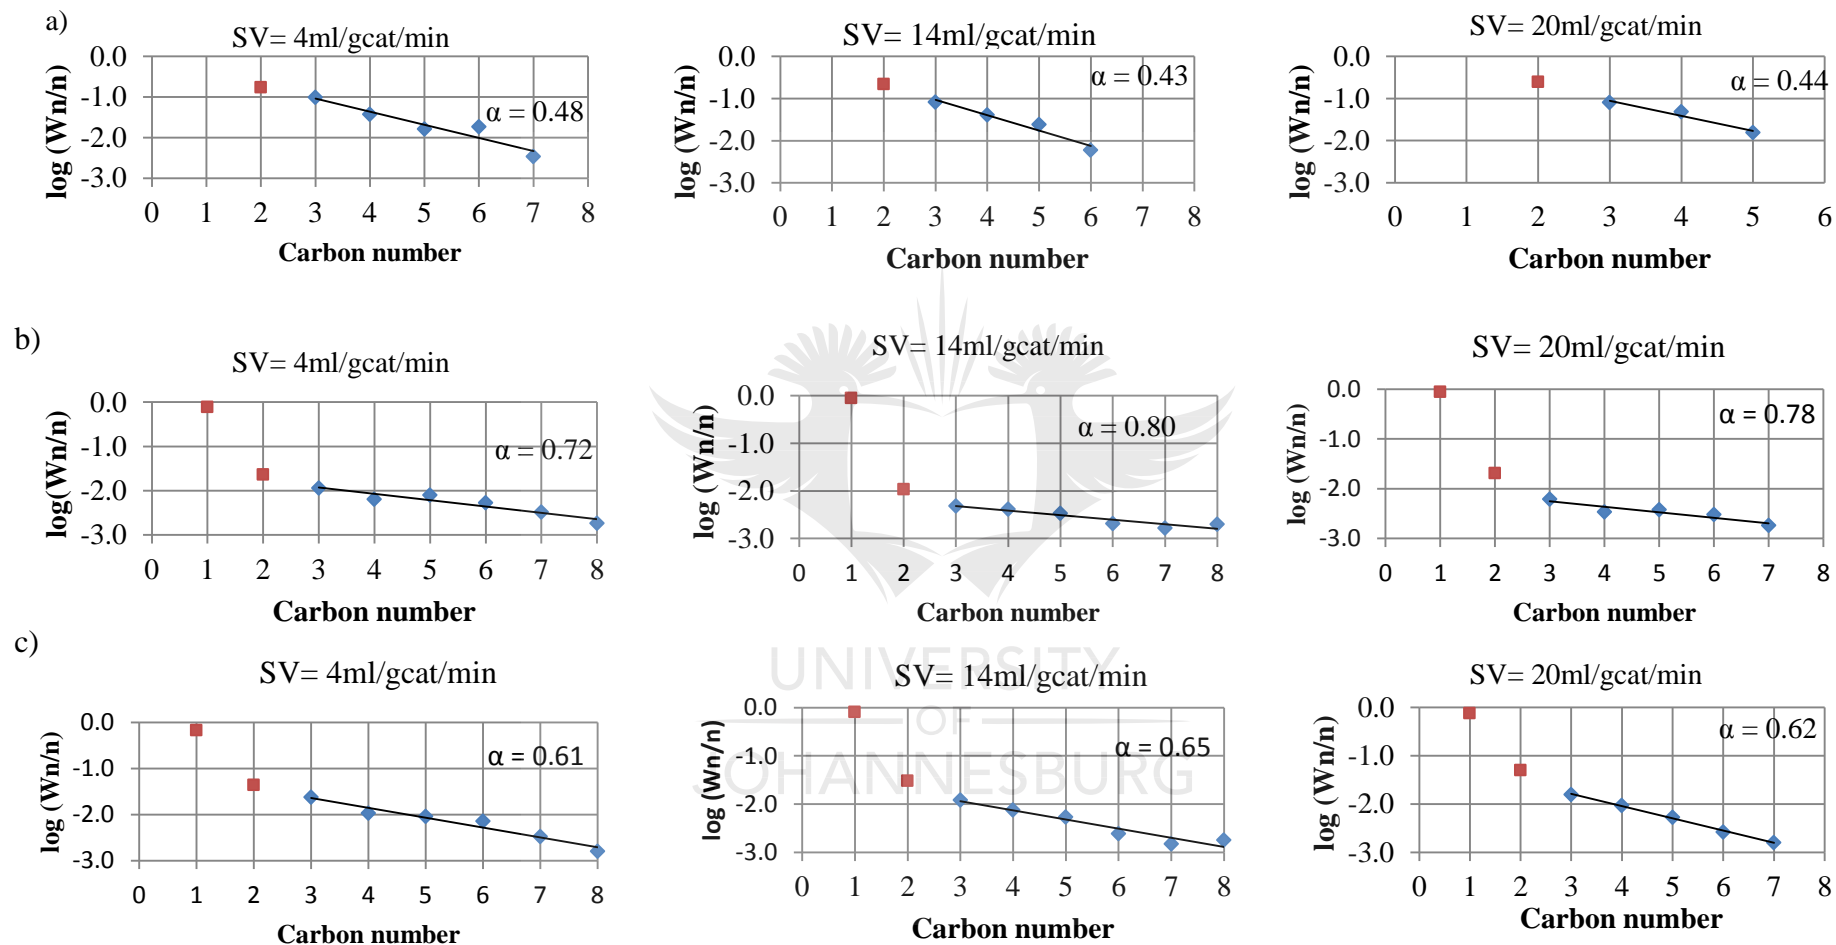 a)
SV= 4ml/gcat/min
0.0
-1.0
-2.0
-3.0
log (Wn/n)
α = 0.48
0 1 2 3 4 5 6 7 8
Carbon number
SV= 14ml/gcat/min
0.0
-1.0
-2.0
-3.0
log (Wn/n)
α = 0.43
0 1 2 3 4 5 6 7 8
Carbon number
SV= 20ml/gcat/min
0.0
-1.0
-2.0
-3.0
log (Wn/n)
α = 0.44
0 1 2 3 4 5 6
Carbon number
b)
SV= 4ml/gcat/min
0.0
-1.0
-2.0
-3.0
log(Wn/n)
α = 0.72
0 1 2 3 4 5 6 7 8
Carbon number
SV= 14ml/gcat/min
0.0
-1.0
-2.0
-3.0
log (Wn/n)
α = 0.80
0 1 2 3 4 5 6 7 8
Carbon number
SV= 20ml/gcat/min
0.0
-1.0
-2.0
-3.0
log (Wn/n)
α = 0.78
0 1 2 3 4 5 6 7 8
Carbon number
c)
SV= 4ml/gcat/min
0.0
-1.0
-2.0
-3.0
log (Wn/n)
α = 0.61
0 1 2 3 4 5 6 7 8
Carbon number
SV= 14ml/gcat/min
0.0
-1.0
-2.0
-3.0
log (Wn/n)
α = 0.65
0 1 2 3 4 5 6 7 8
Carbon number
SV= 20ml/gcat/min
0.0
-1.0
-2.0
-3.0
log (Wn/n)
α = 0.62
0 1 2 3 4 5 6 7 8
Carbon number
UNIVERSITY
OF
JOHANNESBURG